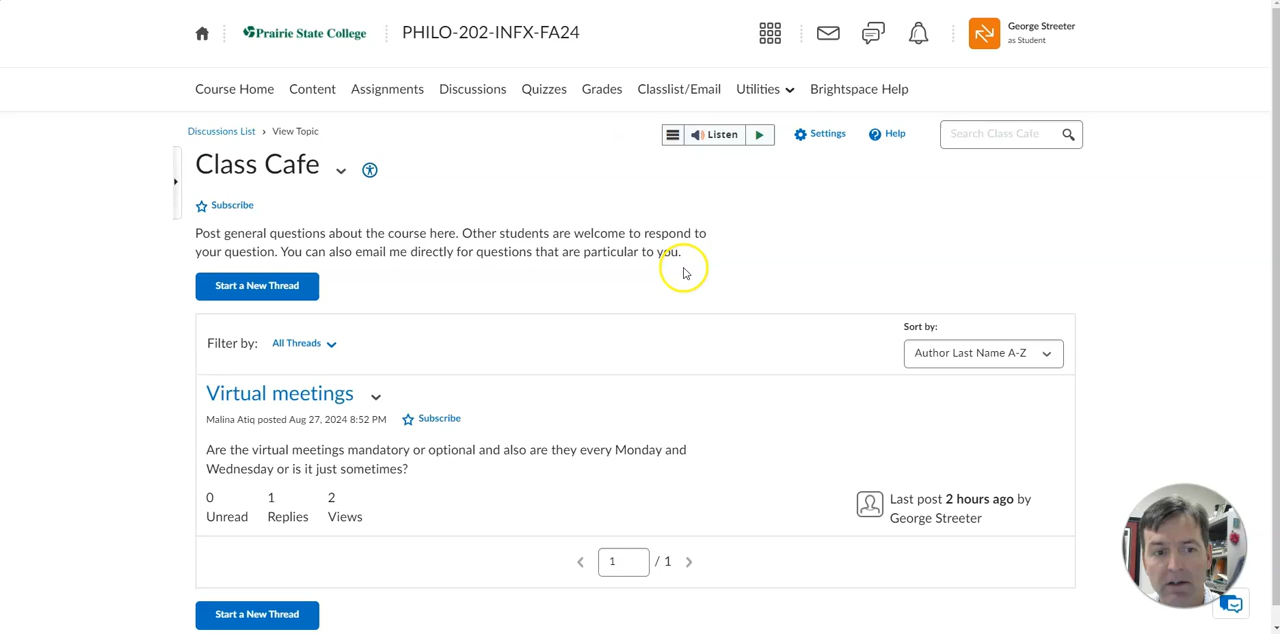 Prairie State College
PHILO-202-INFX-FA24
George Streeter
as Student
Course Home Content Assignments Discussions Quizzes Grades Classlist/Email Utilities Brightspace Help
Discussions List › View Topic
Listen
Settings
Help
Search Class Cafe
Class Cafe
Subscribe
Post general questions about the course here. Other students are welcome to respond to
your question. You can also email me directly for questions that are particular to you.
Start a New Thread
Filter by: All Threads
Sort by:
Author Last Name A-Z
Virtual meetings
Malina Atiq posted Aug 27, 2024 8:52 PM Subscribe
Are the virtual meetings mandatory or optional and also are they every Monday and
Wednesday or is it just sometimes?
0 1 2
Unread Replies Views
Last post 2 hours ago by
George Streeter
1 / 1
Start a New Thread